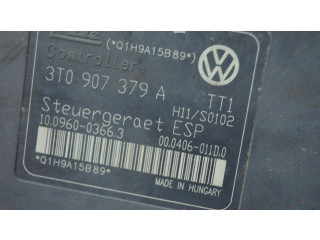 Ate
(*Q1H9A15B89*)
Controller
3T0 907 379 A TT1
H11/S0102
Steuergeraet ESP
10.0960-0366.3 00.0406-011D.0
*Q1H9A15B89*
MADE IN HUNGARY